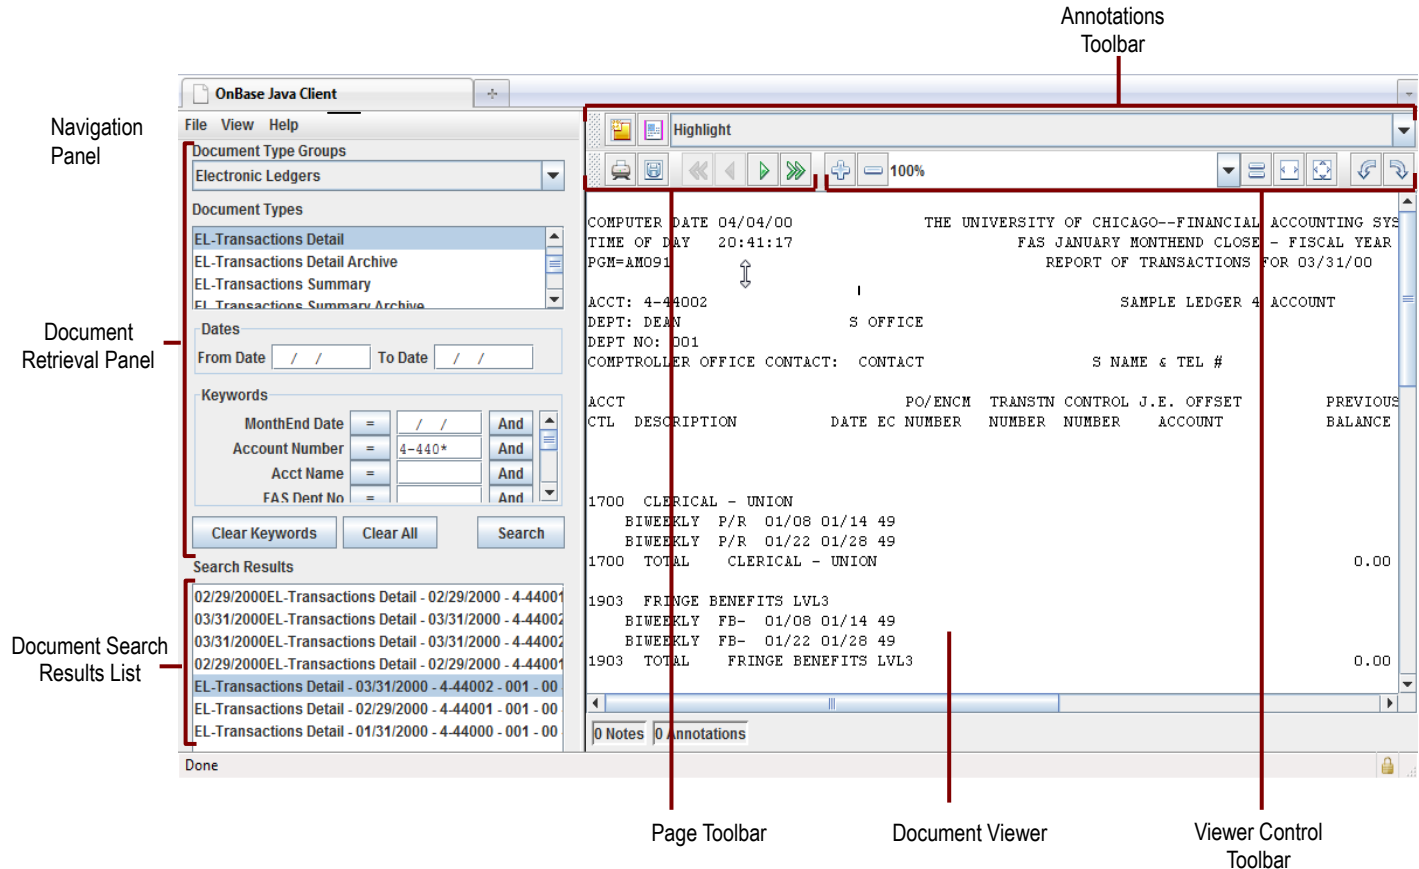 Annotations
Toolbar
OnBase Java Client
Navigation
Panel
File View Help
Document Type Groups
Electronic Ledgers
Document Types
EL-Transactions Detail
EL-Transactions Detail Archive
EL-Transactions Summary
EL-Transactions Summary Archive
Document
Retrieval Panel
Dates
From Date / / To Date / /
Keywords
MonthEnd Date = / / And
Account Number = 4-440* And
Acct Name = And
FAS Dept No = And
Clear Keywords Clear All Search
Search Results
Document Search
Results List
02/29/2000EL-Transactions Detail - 02/29/2000 - 4-44001
03/31/2000EL-Transactions Detail - 03/31/2000 - 4-44002
03/31/2000EL-Transactions Detail - 03/31/2000 - 4-44002
02/29/2000EL-Transactions Detail - 02/29/2000 - 4-44001
EL-Transactions Detail - 03/31/2000 - 4-44002 - 001 - 00
EL-Transactions Detail - 02/29/2000 - 4-44001 - 001 - 00
EL-Transactions Detail - 01/31/2000 - 4-44000 - 001 - 00
Done
Highlight
100%
COMPUTER DATE 04/04/00 THE UNIVERSITY OF CHICAGO--FINANCIAL ACCOUNTING SYS
TIME OF DAY 20:41:17 FAS JANUARY MONTHEND CLOSE - FISCAL YEAR
PGM=AM091 REPORT OF TRANSACTIONS FOR 03/31/00
ACCT: 4-44002 SAMPLE LEDGER 4 ACCOUNT
DEPT: DEAN S OFFICE
DEPT NO: 001
COMPTROLLER OFFICE CONTACT: CONTACT S NAME & TEL #
ACCT PO/ENCM TRANSTN CONTROL J.E. OFFSET PREVIOUS
CTL DESCRIPTION DATE EC NUMBER NUMBER NUMBER ACCOUNT BALANCE
1700 CLERICAL - UNION
BIWEEKLY P/R 01/08 01/14 49
BIWEEKLY P/R 01/22 01/28 49
1700 TOTAL CLERICAL - UNION 0.00
1903 FRINGE BENEFITS LVL3
BIWEEKLY FB- 01/08 01/14 49
BIWEEKLY FB- 01/22 01/28 49
1903 TOTAL FRINGE BENEFITS LVL3 0.00
0 Notes 0 Annotations
Page Toolbar
Document Viewer
Viewer Control
Toolbar